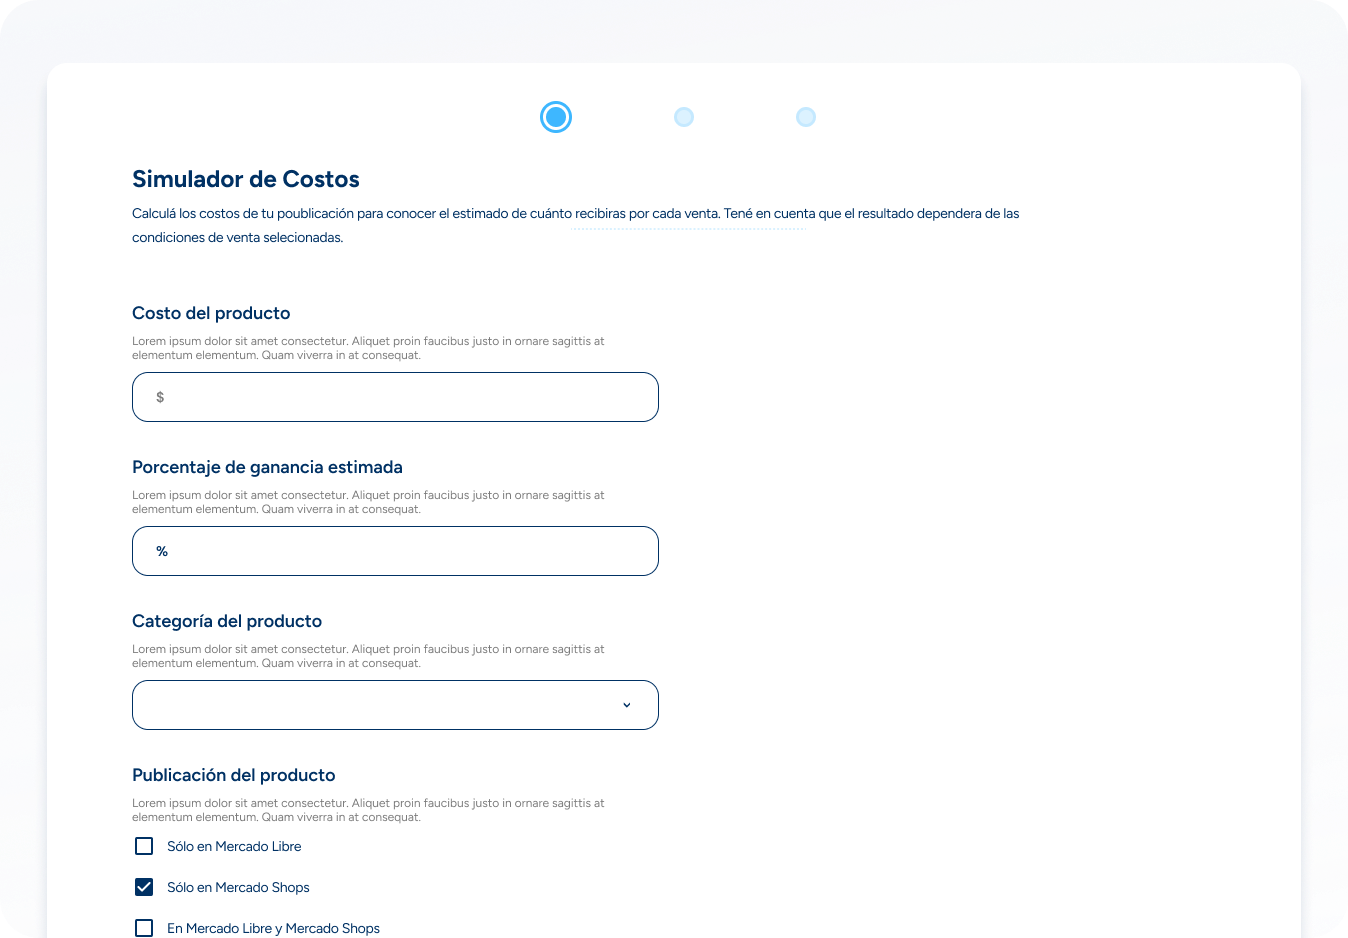 Simulador de Costos
Calculá los costos de tu poublicación para conocer el estimado de cuánto recibiras por cada venta. Tené en cuenta que el resultado dependera de las
condiciones de venta selecionadas.
Costo del producto
Lorem ipsum dolor sit amet consectetur. Aliquet proin faucibus justo in ornare sagittis at
elementum elementum. Quam viverra in at consequat.
$
Porcentaje de ganancia estimada
Lorem ipsum dolor sit amet consectetur. Aliquet proin faucibus justo in ornare sagittis at
elementum elementum. Quam viverra in at consequat.
%
Categoría del producto
Lorem ipsum dolor sit amet consectetur. Aliquet proin faucibus justo in ornare sagittis at
elementum elementum. Quam viverra in at consequat.
Publicación del producto
Lorem ipsum dolor sit amet consectetur. Aliquet proin faucibus justo in ornare sagittis at
elementum elementum. Quam viverra in at consequat.
Sólo en Mercado Libre
Sólo en Mercado Shops
En Mercado Libre y Mercado Shops